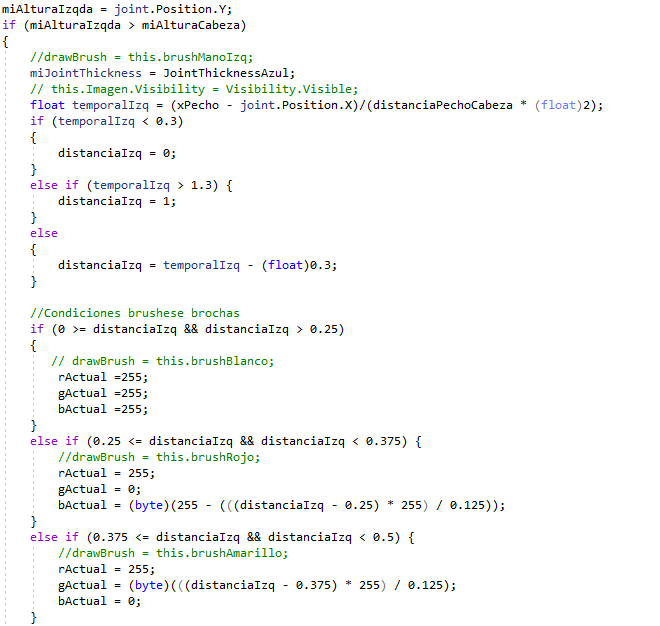 miAlturaIzqda = joint.Position.Y;
if (miAlturaIzqda > miAlturaCabeza)
{
//drawBrush = this.brushManoIzq;
miJointThickness = JointThicknessAzul;
// this.Imagen.Visibility = Visibility.Visible;
float temporalIzq = (xPecho - joint.Position.X)/(distanciaPechoCabeza * (float)2);
if (temporalIzq < 0.3)
{
distanciaIzq = 0;
}
else if (temporalIzq > 1.3) {
distanciaIzq = 1;
}
else
{
distanciaIzq = temporalIzq - (float)0.3;
}
//Condiciones brushese brochas
if (0 >= distanciaIzq && distanciaIzq > 0.25)
{
// drawBrush = this.brushBlanco;
rActual =255;
gActual =255;
bActual =255;
}
else if (0.25 <= distanciaIzq && distanciaIzq < 0.375) {
//drawBrush = this.brushRojo;
rActual = 255;
gActual = 0;
bActual = (byte)(255 - (((distanciaIzq - 0.25) * 255) / 0.125));
}
else if (0.375 <= distanciaIzq && distanciaIzq < 0.5) {
//drawBrush = this.brushAmarillo;
rActual = 255;
gActual = (byte)(((distanciaIzq - 0.375) * 255) / 0.125);
bActual = 0;
}